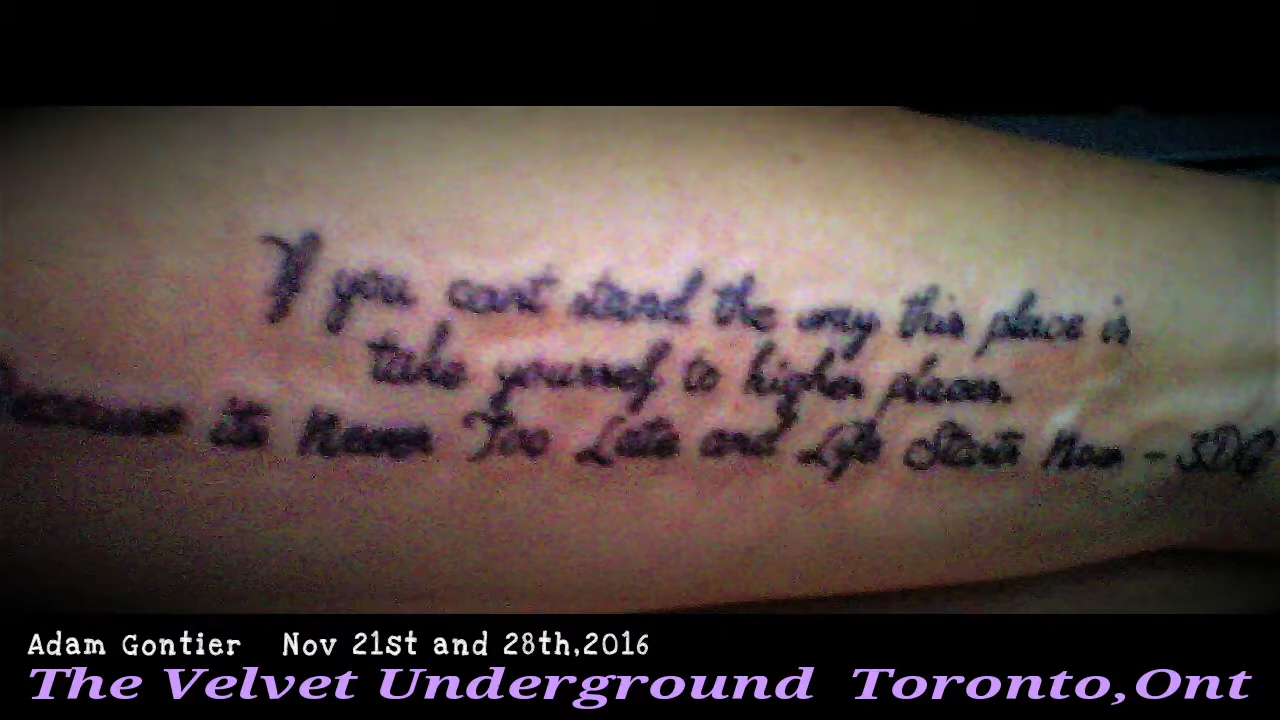 If you cant stand the way this place is
take yourself to higher places.
Because its Never Too Late and Life Starts Now - 3DG
Adam Gontier Nov 21st and 28th,2016
The Velvet Underground Toronto,Ont